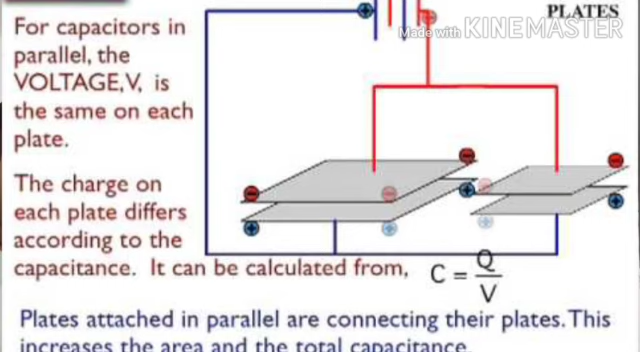 PLATES
Made with KINEMASTER
For capacitors in
parallel, the
VOLTAGE,V, is
the same on each
plate.
The charge on
each plate differs
according to the
capacitance. It can be calculated from, C = Q
V
Plates attached in parallel are connecting their plates. This
increases the area and the total capacitance.